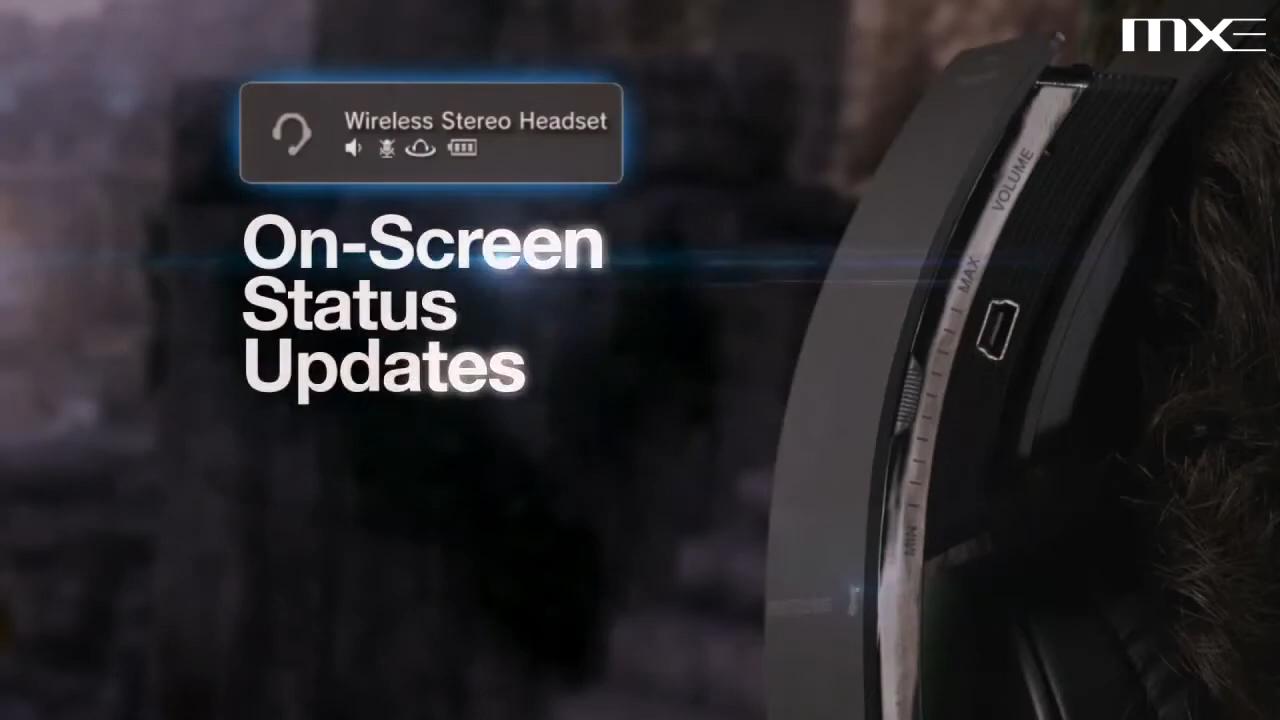 MXE
Wireless Stereo Headset
On-Screen
Status
Updates
VOLUME
MAX
MIN